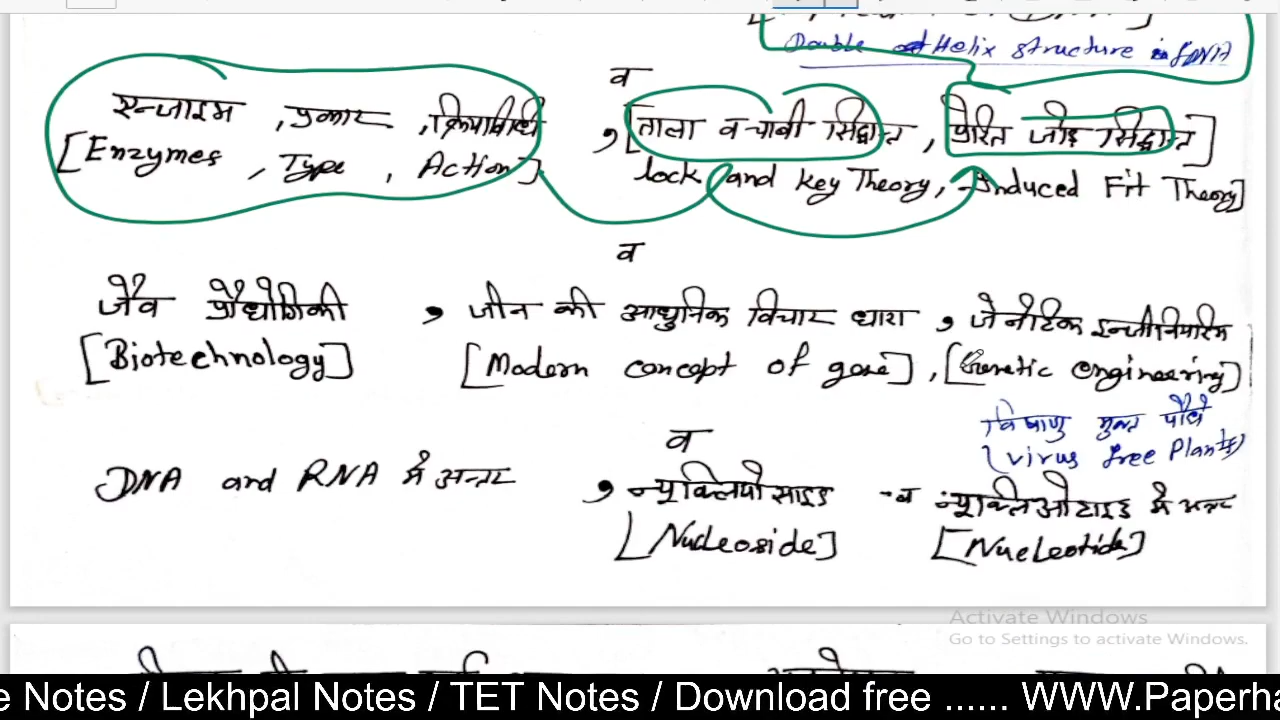 Double Helix structure of DNA
व
एन्जाइम , प्रकार , क्रियाविधि , [ताला व चाबी सिद्धान्त , प्रेरित जोड़ सिद्धान्त]
[Enzymes , Type , Action] lock and Key Theory, Induced Fit Theory]
व
जैव प्रौद्योगिकी , जीन की आधुनिक विचार धारा , जेनेटिक इन्जीनियरिंग
[Biotechnology] [Modern concept of gene] , [Genetic engineering]
विषाणु मुक्त पौधे
(virus free Plants)
व
DNA and RNA में अन्तर , न्यूक्लियोसाइड व न्यूक्लिओटाइड में अन्तर
[Nucleoside] [Nucleotide]
Activate Windows
Go to Settings to activate Windows.
e Notes / Lekhpal Notes / TET Notes / Download free ...... WWW.Paperha